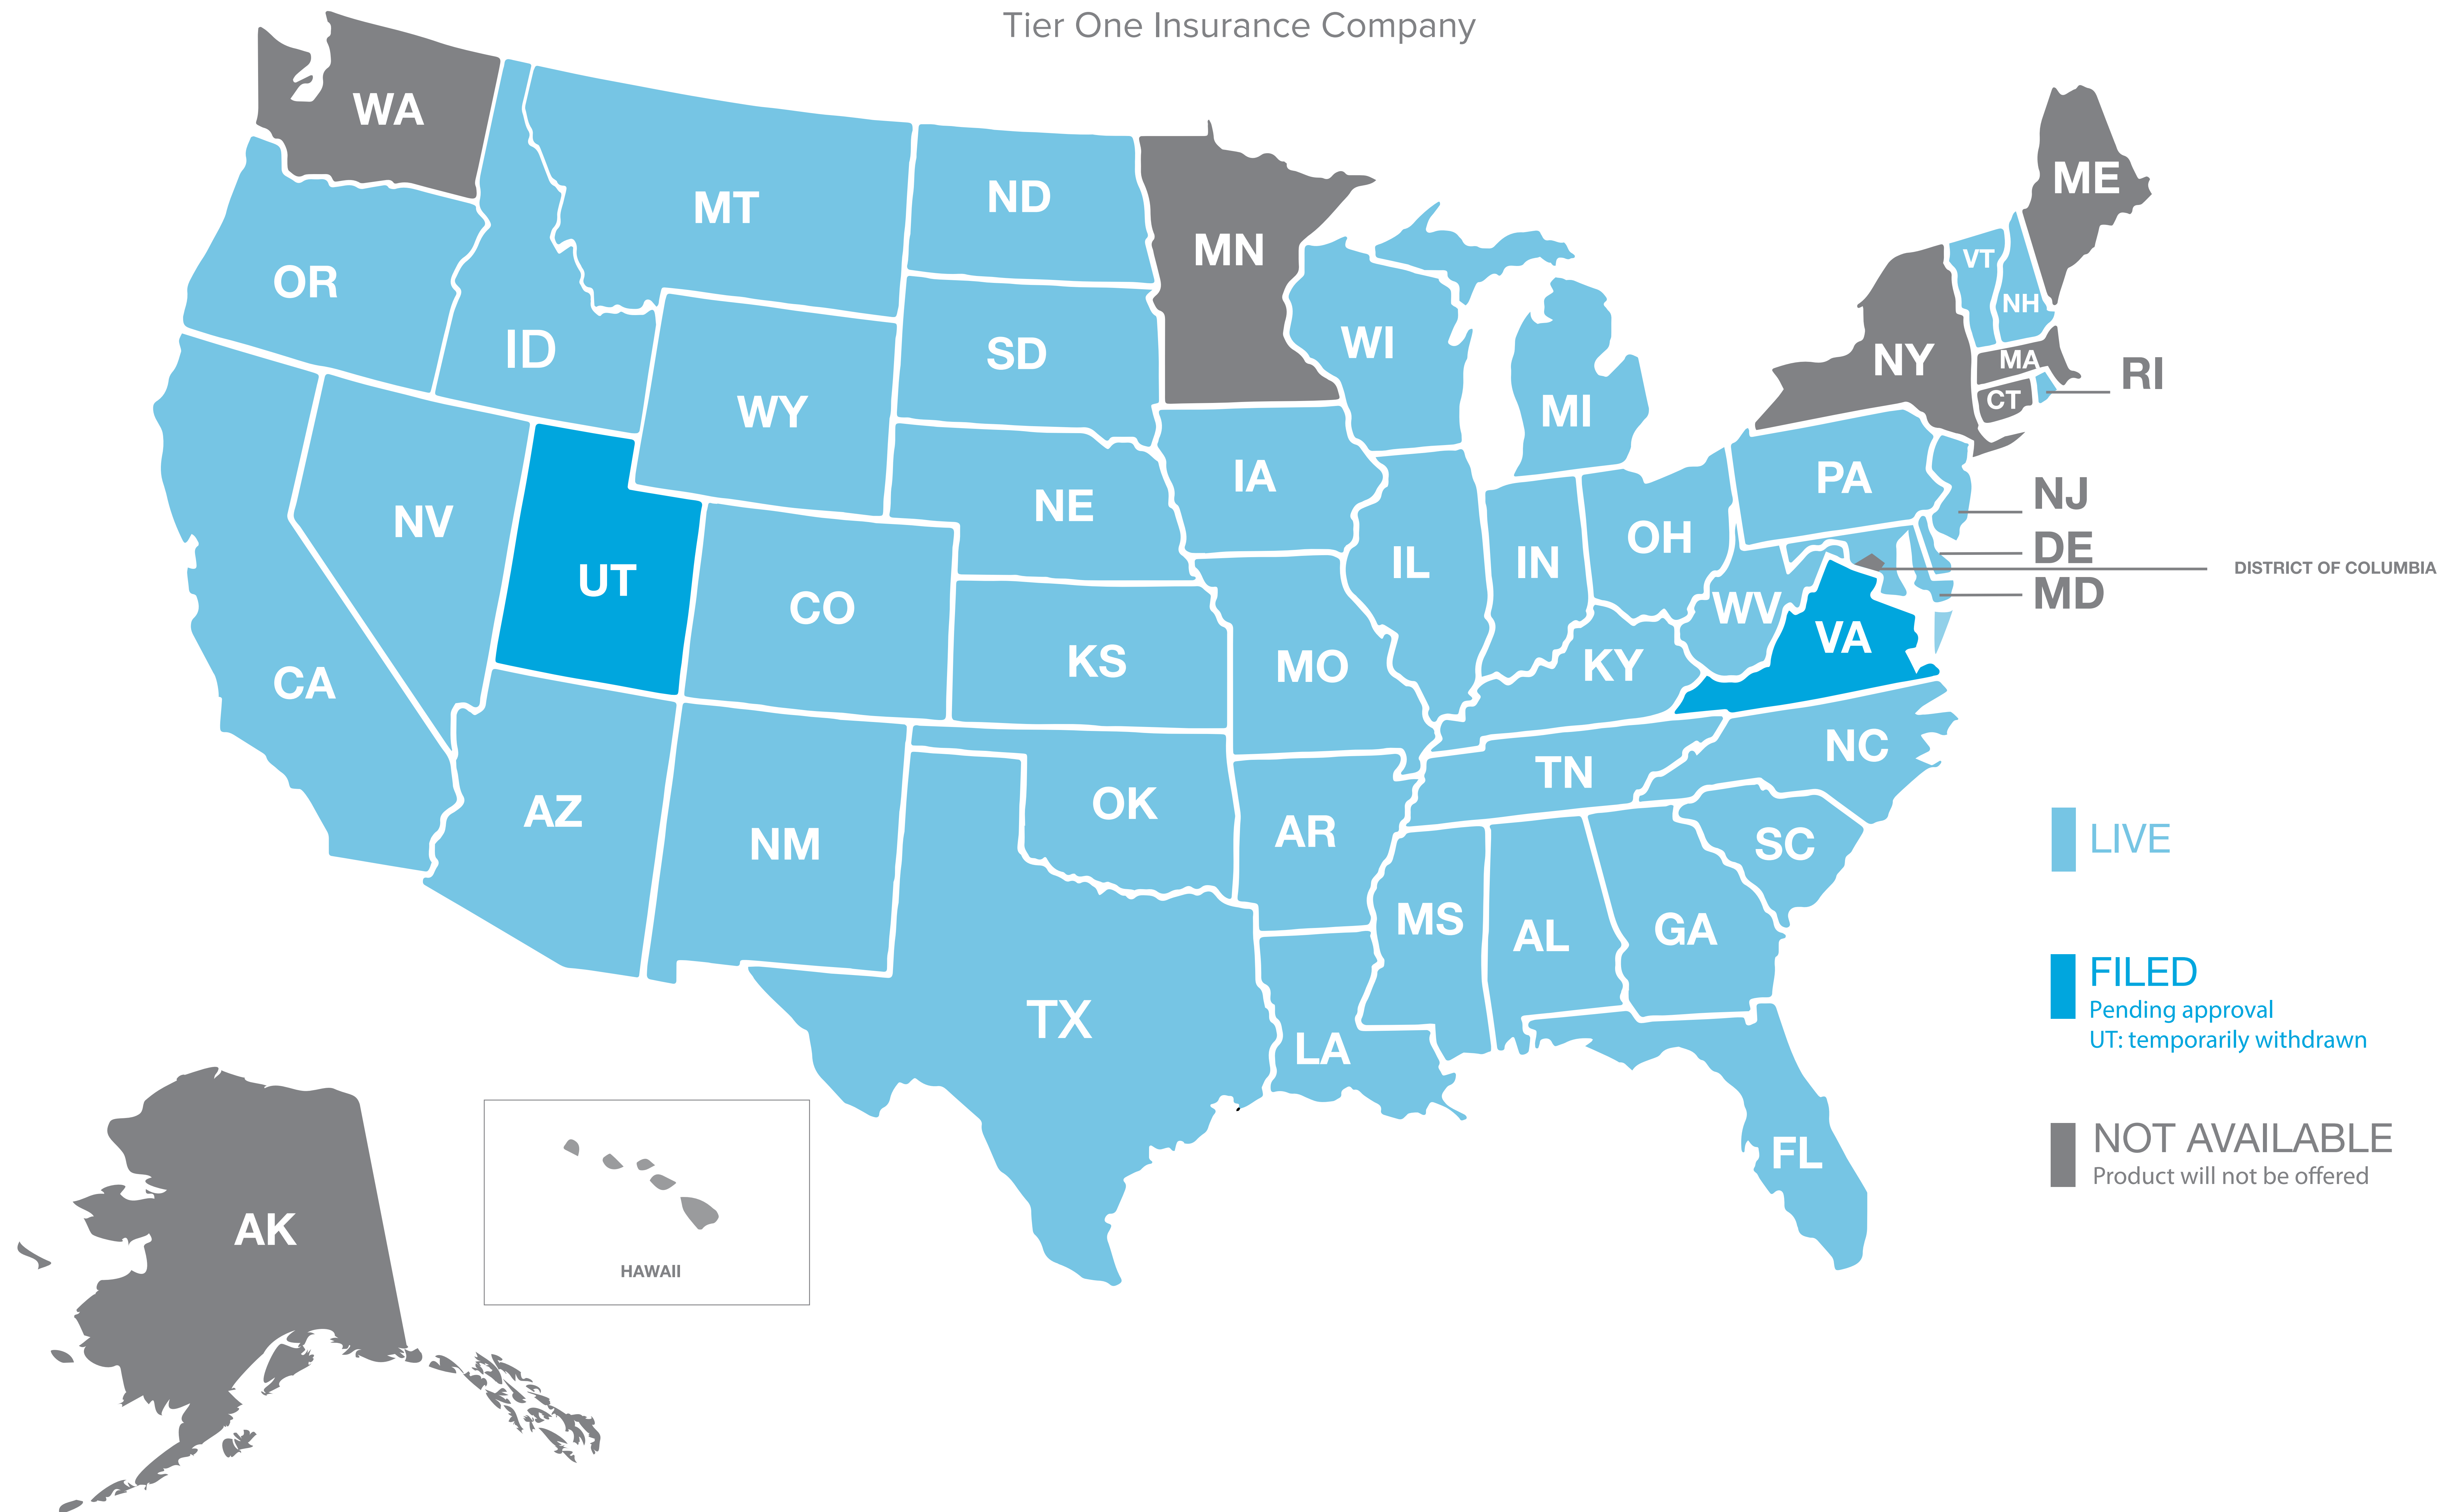 Tier One Insurance Company
WA
MT
ND
MN
ME
OR
ID
SD
WI
VT
NH
NY
MA
RI
CT
WY
MI
IA
NE
PA
NJ
NV
UT
CO
IL
IN
OH
DE
DISTRICT OF COLUMBIA
MD
WV
VA
CA
KS
MO
KY
NC
TN
AZ
NM
OK
AR
SC
MS
AL
GA
TX
LA
FL
LIVE
FILED
Pending approval
UT: temporarily withdrawn
NOT AVAILABLE
Product will not be offered
AK
HAWAII